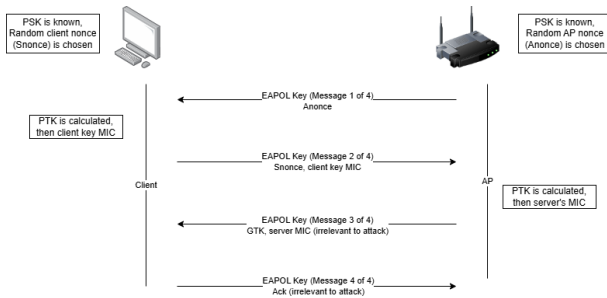 PSK is known,
Random client nonce
(Snonce) is chosen
PSK is known,
Random AP nonce
(Anonce) is chosen
EAPOL Key (Message 1 of 4)
Anonce
PTK is calculated,
then client key MIC
EAPOL Key (Message 2 of 4)
Snonce, client key MIC
Client
AP
PTK is calculated,
then server's MIC
EAPOL Key (Message 3 of 4)
GTK, server MIC (irrelevant to attack)
EAPOL Key (Message 4 of 4)
Ack (irrelevant to attack)